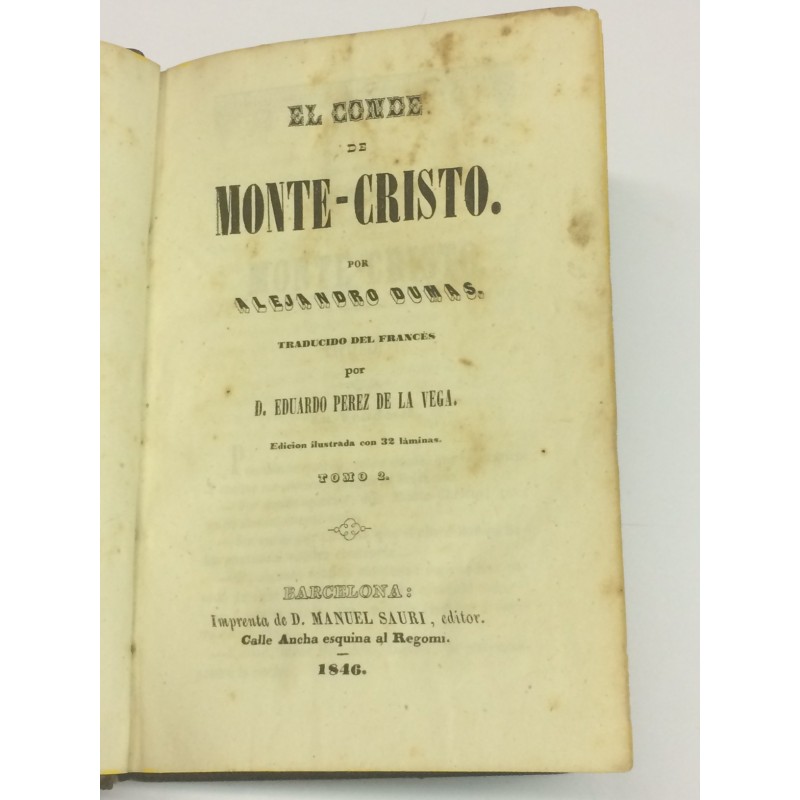 EL CONDE
DE
MONTE-CRISTO.
POR
ALEJANDRO DUMAS.
TRADUCIDO DEL FRANCÉS
por
D. EDUARDO PEREZ DE LA VEGA.
Edicion ilustrada con 32 láminas.
TOMO 2.
BARCELONA:
Imprenta de D. MANUEL SAURI, editor.
Calle Ancha esquina al Regomi.
1846.